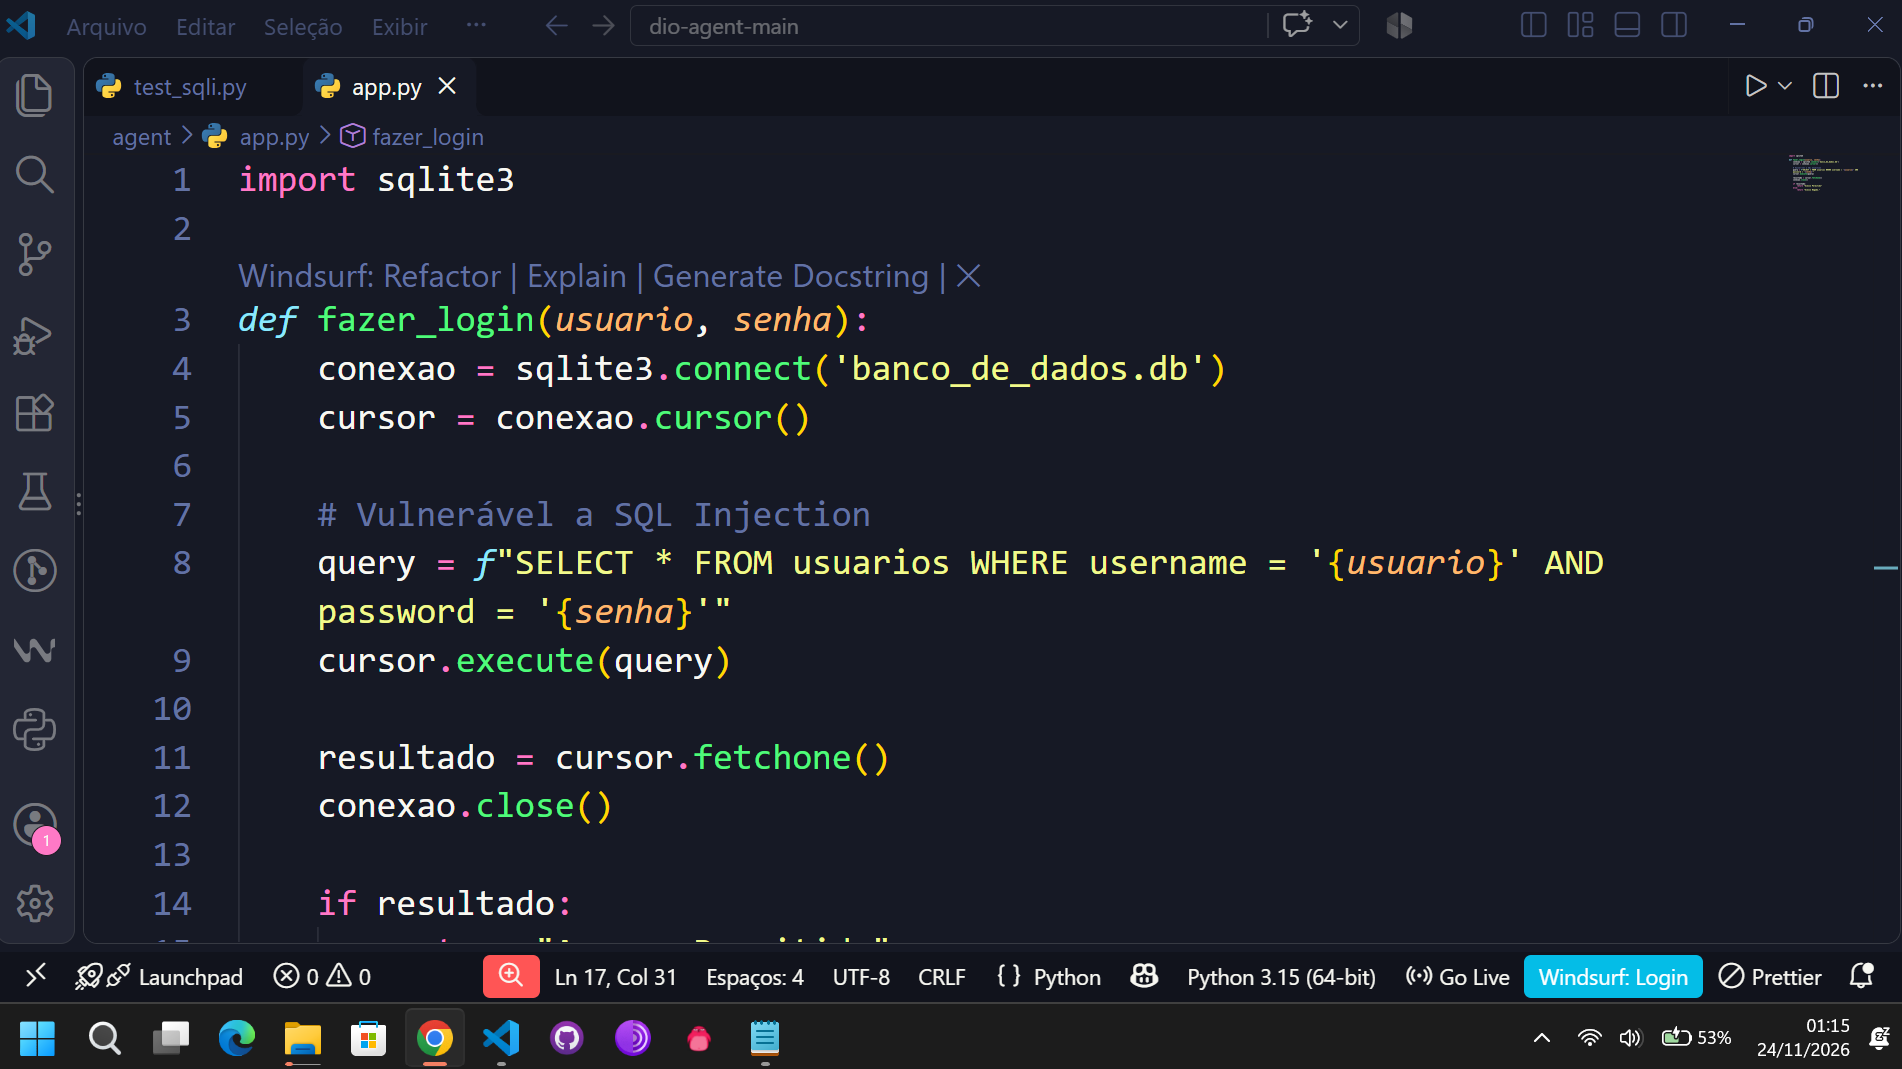 Arquivo Editar Seleção Exibir ···
dio-agent-main
test_sqli.py
app.py
agent > app.py > fazer_login
1 import sqlite3
2
Windsurf: Refactor | Explain | Generate Docstring | ×
3 def fazer_login(usuario, senha):
4 conexao = sqlite3.connect('banco_de_dados.db')
5 cursor = conexao.cursor()
6
7 # Vulnerável a SQL Injection
8 query = f"SELECT * FROM usuarios WHERE username = '{usuario}' AND
password = '{senha}'"
9 cursor.execute(query)
10
11 resultado = cursor.fetchone()
12 conexao.close()
13
14 if resultado:
1
Launchpad 0 0 Ln 17, Col 31 Espaços: 4 UTF-8 CRLF { } Python Python 3.15 (64-bit) Go Live Windsurf: Login Prettier
53%
01:15
24/11/2026